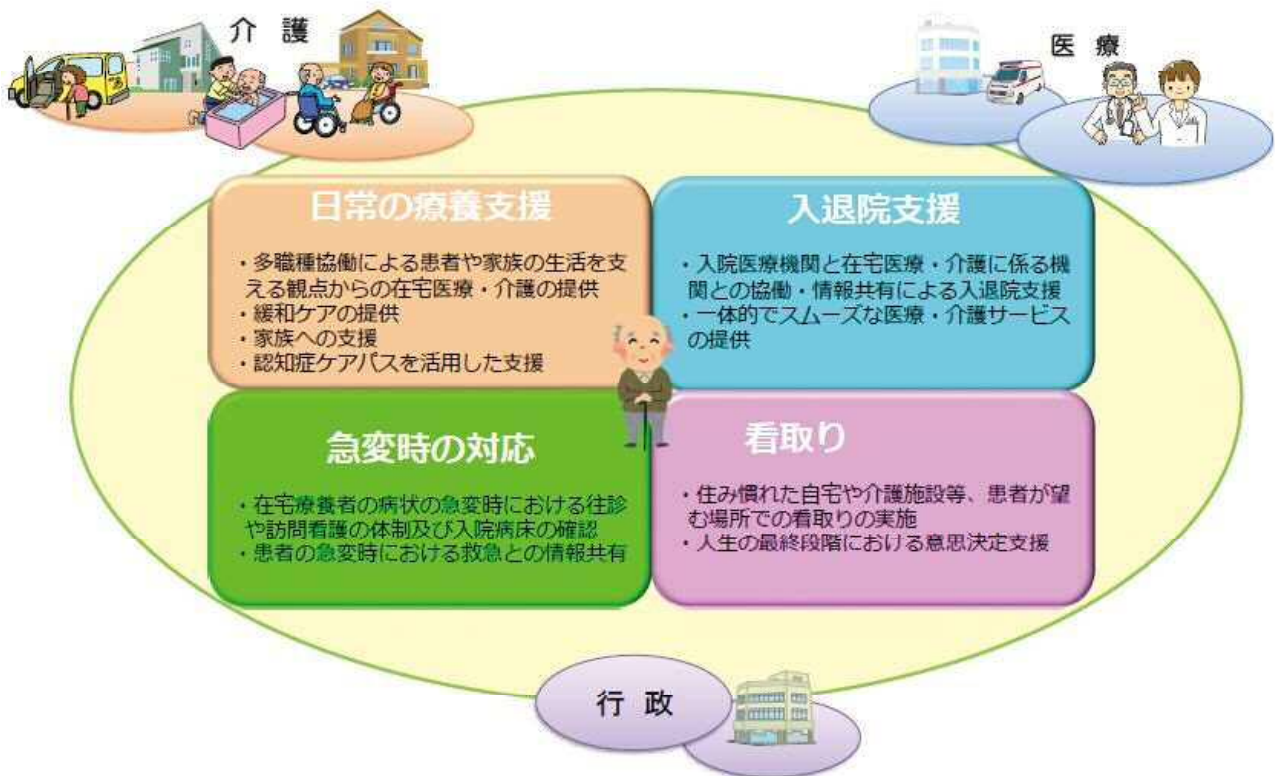 介 護
医 療
日常の療養支援
・多職種協働による患者や家族の生活を支
える観点からの在宅医療・介護の提供
・緩和ケアの提供
・家族への支援
・認知症ケアパスを活用した支援
入退院支援
・入院医療機関と在宅医療・介護に係る機
関との協働・情報共有による入退院支援
・一体的でスムーズな医療・介護サービス
の提供
急変時の対応
・在宅療養者の病状の急変時における往診
や訪問看護の体制及び入院病床の確認
・患者の急変時における救急との情報共有
看取り
・住み慣れた自宅や介護施設等、患者が望
む場所での看取りの実施
・人生の最終段階における意思決定支援
行 政